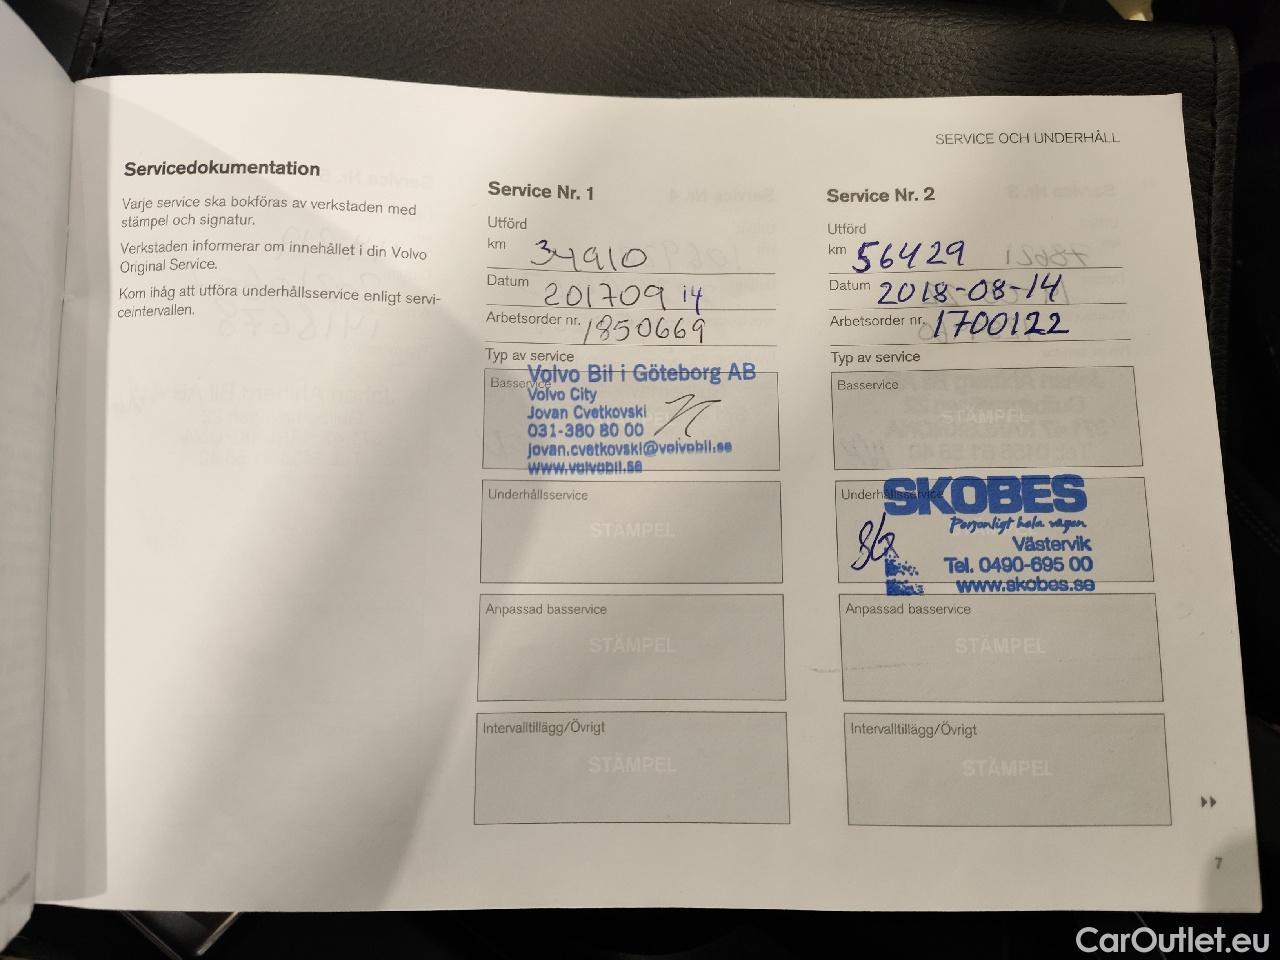 SERVICE OCH UNDERHÅLL
Servicedokumentation
Varje service ska bokföras av verkstaden med
stämpel och signatur.
Verkstaden informerar om innehållet i din Volvo
Original Service.
Kom ihåg att utföra underhållsservice enligt servi-
ceintervallen.
Service Nr. 1
Utförd
km 34910
Datum 201709 14
Arbetsorder nr. 1850669
Typ av service
Basservice
Volvo Bil i Göteborg AB
Volvo City
Jovan Cvetkovski
031-380 80 00
jovan.cvetkovski@volvobil.se
www.volvobil.se
Underhållsservice
STÄMPEL
Anpassad basservice
STÄMPEL
Intervalltillägg/Övrigt
STÄMPEL
Service Nr. 2
Utförd
km 56429
Datum 2018-08-14
Arbetsorder nr. 1700122
Typ av service
Basservice
STÄMPEL
Underhållsservice
SKOBES
Personligt hela vägen
Västervik
Tel. 0490-695 00
www.skobes.se
Anpassad basservice
STÄMPEL
Intervalltillägg/Övrigt
STÄMPEL
7
CarOutlet.eu